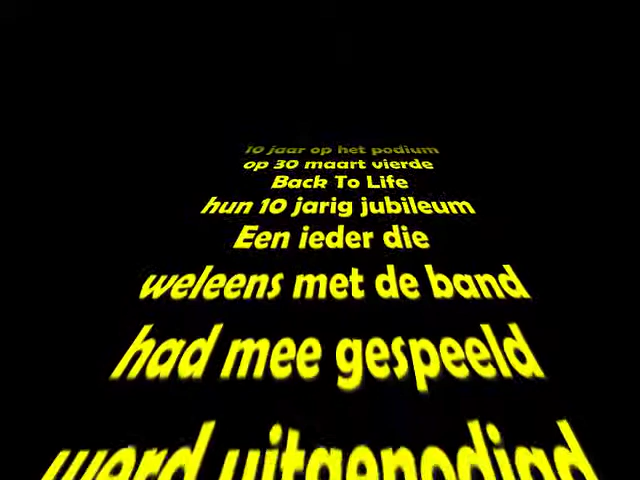 10 jaar op het podium
op 30 maart vierde
Back To Life
hun 10 jarig jubileum
Een ieder die
weleens met de band
had mee gespeeld
werd uitgenodigd